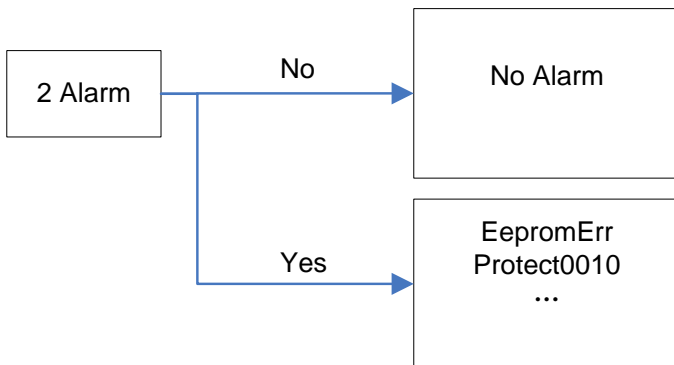 2 Alarm
No
No Alarm
Yes
EepromErr
Protect0010
...